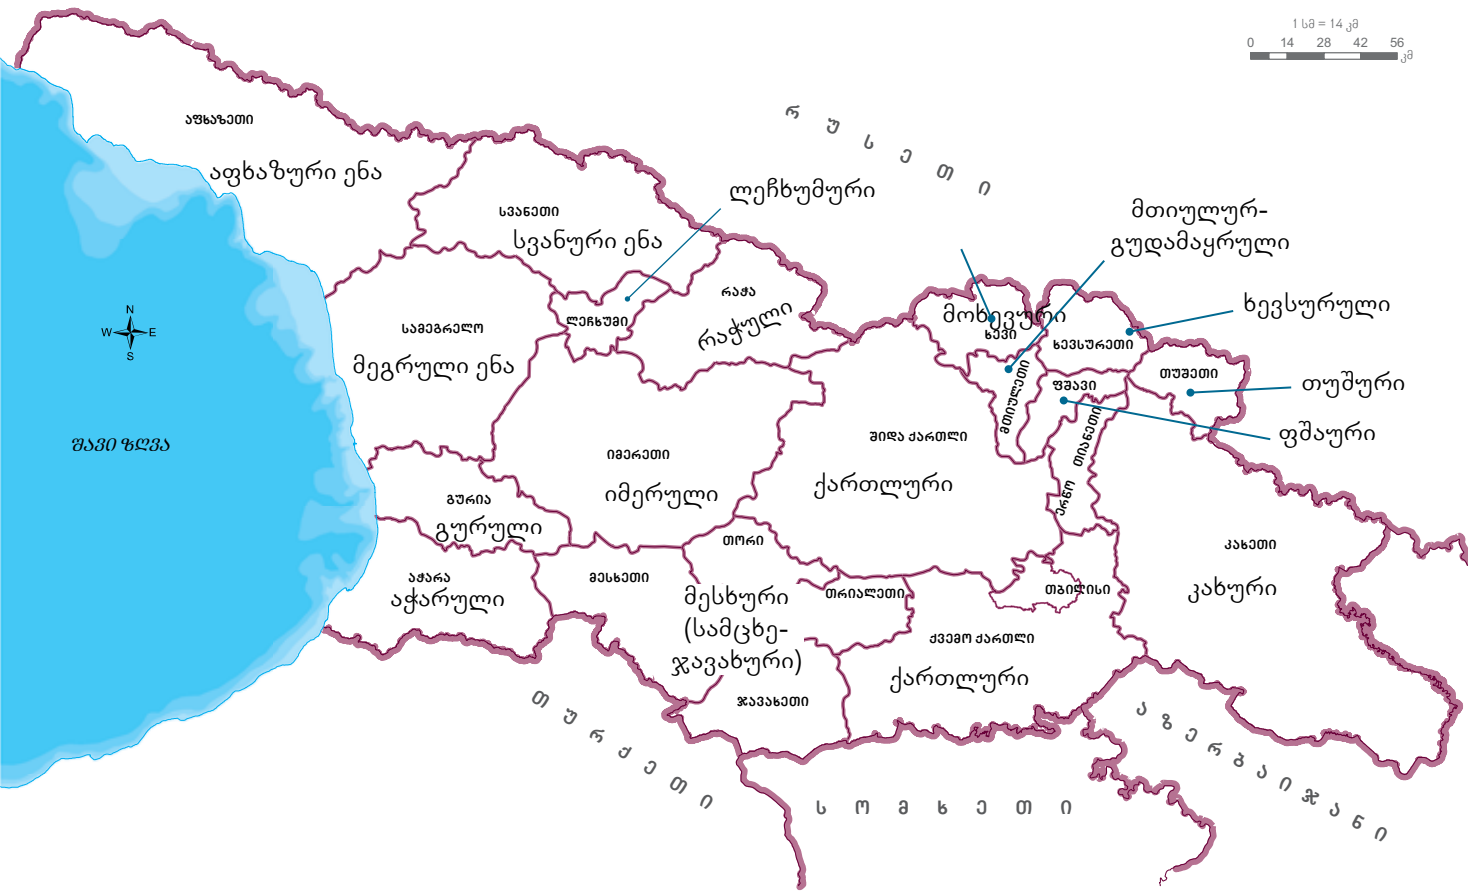 1 სმ = 14 კმ
0 14 28 42 56
კმ
რუსეთი
აფხაზეთი
აფხაზური ენა
ლეჩხუმური
სვანეთი
სვანური ენა
მთიულურ-
გუდამაყრული
რაჭა
რაჭული
ხევსურული
მოხევური
ხევი
ხევსურეთი
ლეჩხუმი
სამეგრელო
მეგრული ენა
N
W E
S
თუშეთი
თუშური
ფშავი
ფშაური
მთიულეთი
თიანეთი
ერწო
შავი ზღვა
შიდა ქართლი
ქართლური
იმერეთი
იმერული
გურია
გურული
თორი
კახეთი
კახური
აჭარა
აჭარული
მესხეთი
მესხური
(სამცხე-
ჯავახური)
თრიალეთი
თბილისი
ქვემო ქართლი
ქართლური
ჯავახეთი
თურქეთი
სომხეთი
აზერბაიჯანი